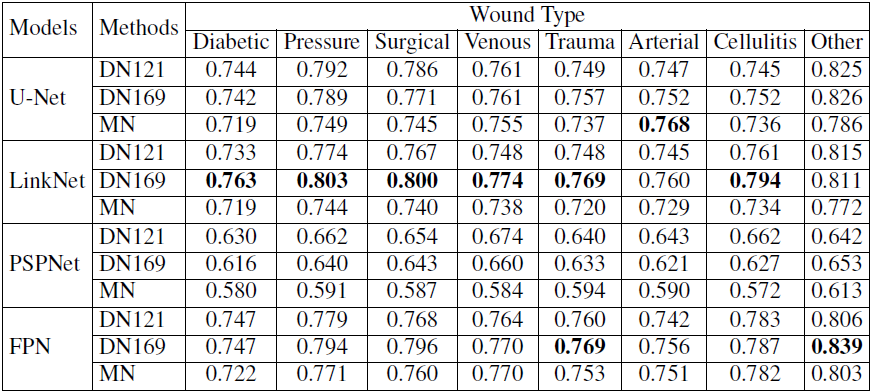 Models Methods Wound Type
Diabetic Pressure Surgical Venous Trauma Arterial Cellulitis Other
U-Net DN121 0.744 0.792 0.786 0.761 0.749 0.747 0.745 0.825
DN169 0.742 0.789 0.771 0.761 0.757 0.752 0.752 0.826
MN 0.719 0.749 0.745 0.755 0.737 0.768 0.736 0.786
LinkNet DN121 0.733 0.774 0.767 0.748 0.748 0.745 0.761 0.815
DN169 0.763 0.803 0.800 0.774 0.769 0.760 0.794 0.811
MN 0.719 0.744 0.740 0.738 0.720 0.729 0.734 0.772
PSPNet DN121 0.630 0.662 0.654 0.674 0.640 0.643 0.662 0.642
DN169 0.616 0.640 0.643 0.660 0.633 0.621 0.627 0.653
MN 0.580 0.591 0.587 0.584 0.594 0.590 0.572 0.613
FPN DN121 0.747 0.779 0.768 0.764 0.760 0.742 0.783 0.806
DN169 0.747 0.794 0.796 0.770 0.769 0.756 0.787 0.839
MN 0.722 0.771 0.760 0.770 0.753 0.751 0.782 0.803